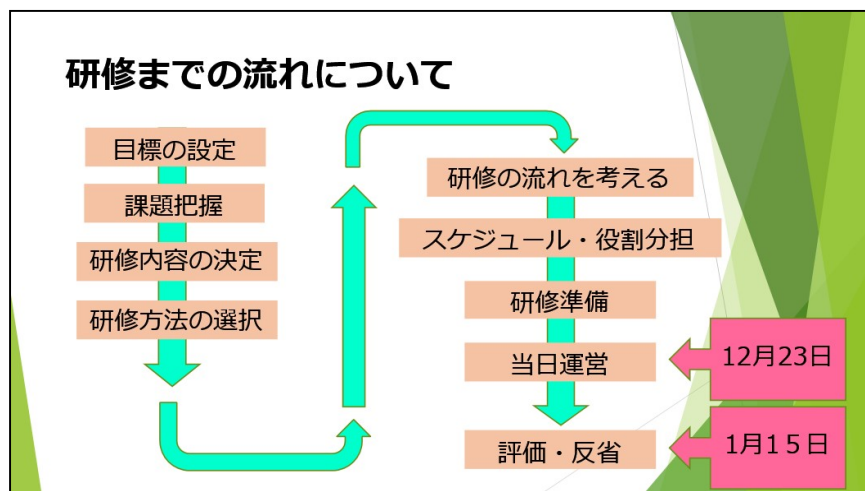 研修までの流れについて
目標の設定
課題把握
研修内容の決定
研修方法の選択
研修の流れを考える
スケジュール・役割分担
研修準備
当日運営
12月23日
評価・反省
1月１５日